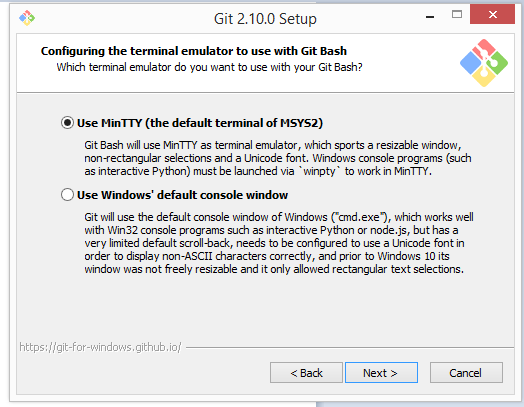 Git 2.10.0 Setup
Configuring the terminal emulator to use with Git Bash
Which terminal emulator do you want to use with your Git Bash?
Use MinTTY (the default terminal of MSYS2)
Git Bash will use MinTTY as terminal emulator, which sports a resizable window,
non-rectangular selections and a Unicode font. Windows console programs (such
as interactive Python) must be launched via `winpty` to work in MinTTY.
Use Windows' default console window
Git will use the default console window of Windows ("cmd.exe"), which works well
with Win32 console programs such as interactive Python or node.js, but has a
very limited default scroll-back, needs to be configured to use a Unicode font in
order to display non-ASCII characters correctly, and prior to Windows 10 its
window was not freely resizable and it only allowed rectangular text selections.
https://git-for-windows.github.io/
< Back
Next >
Cancel